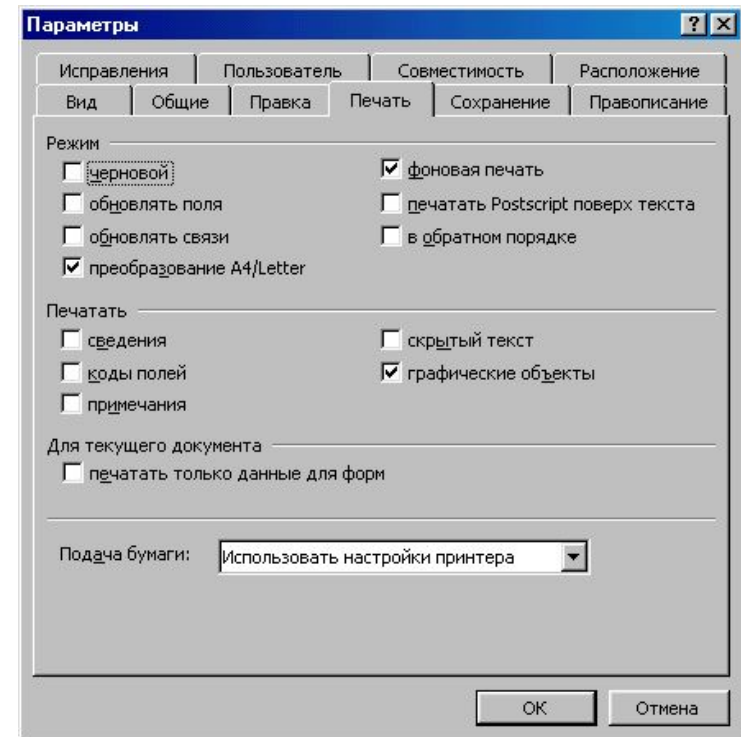 Параметры
Исправления Пользователь Совместимость Расположение
Вид Общие Правка Печать Сохранение Правописание
Режим
черновой фоновая печать
обновлять поля печатать Postscript поверх текста
обновлять связи в обратном порядке
преобразование A4/Letter
Печатать
сведения скрытый текст
коды полей графические объекты
примечания
Для текущего документа
печатать только данные для форм
Подача бумаги: Использовать настройки принтера
OK Отмена